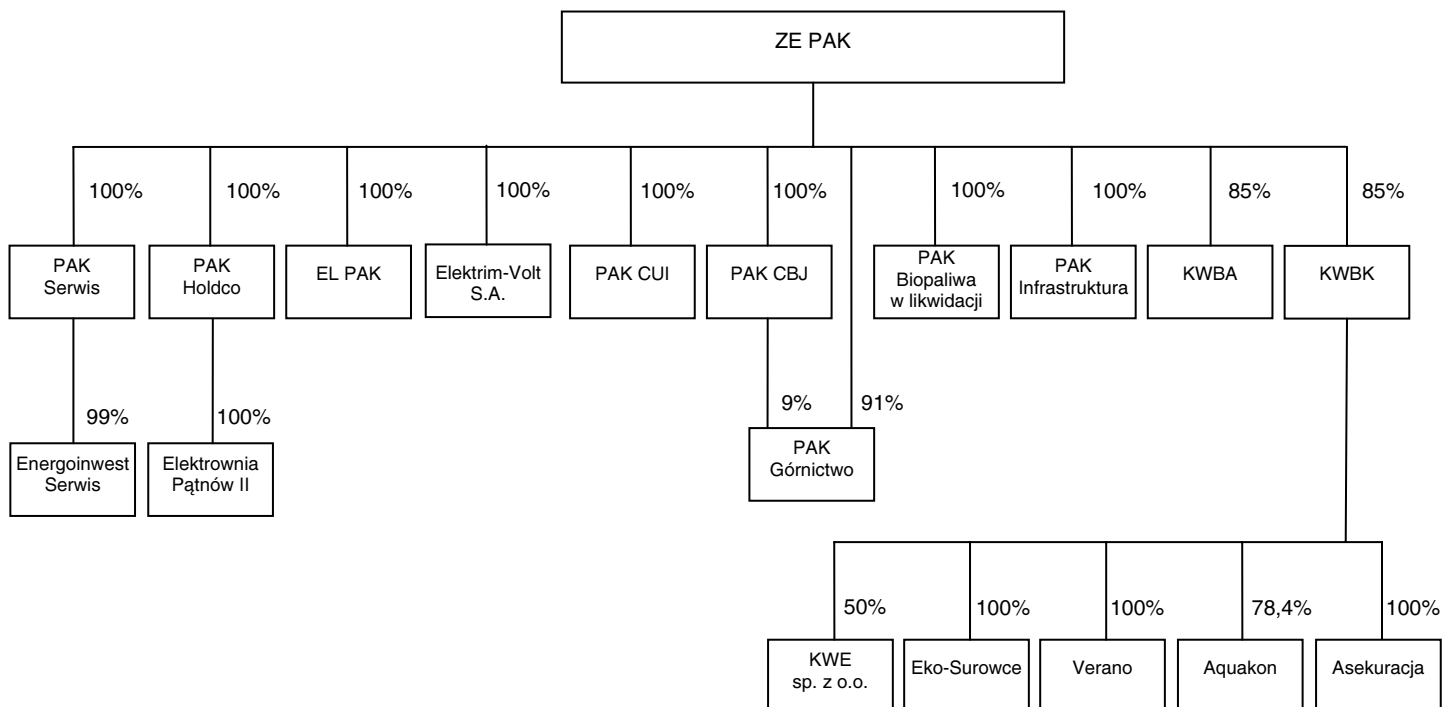 ZE PAK
100%
100%
100%
100%
100%
100%
100%
100%
85%
85%
PAK
Serwis
PAK
Holdco
EL PAK
Elektrim-Volt
S.A.
PAK CUI
PAK CBJ
PAK
Biopaliwa
w likwidacji
PAK
Infrastruktura
KWBA
KWBK
99%
100%
9%
91%
Energoinwest
Serwis
Elektrownia
Pątnów II
PAK
Górnictwo
50%
100%
100%
78,4%
100%
KWE
sp. z o.o.
Eko-Surowce
Verano
Aquakon
Asekuracja